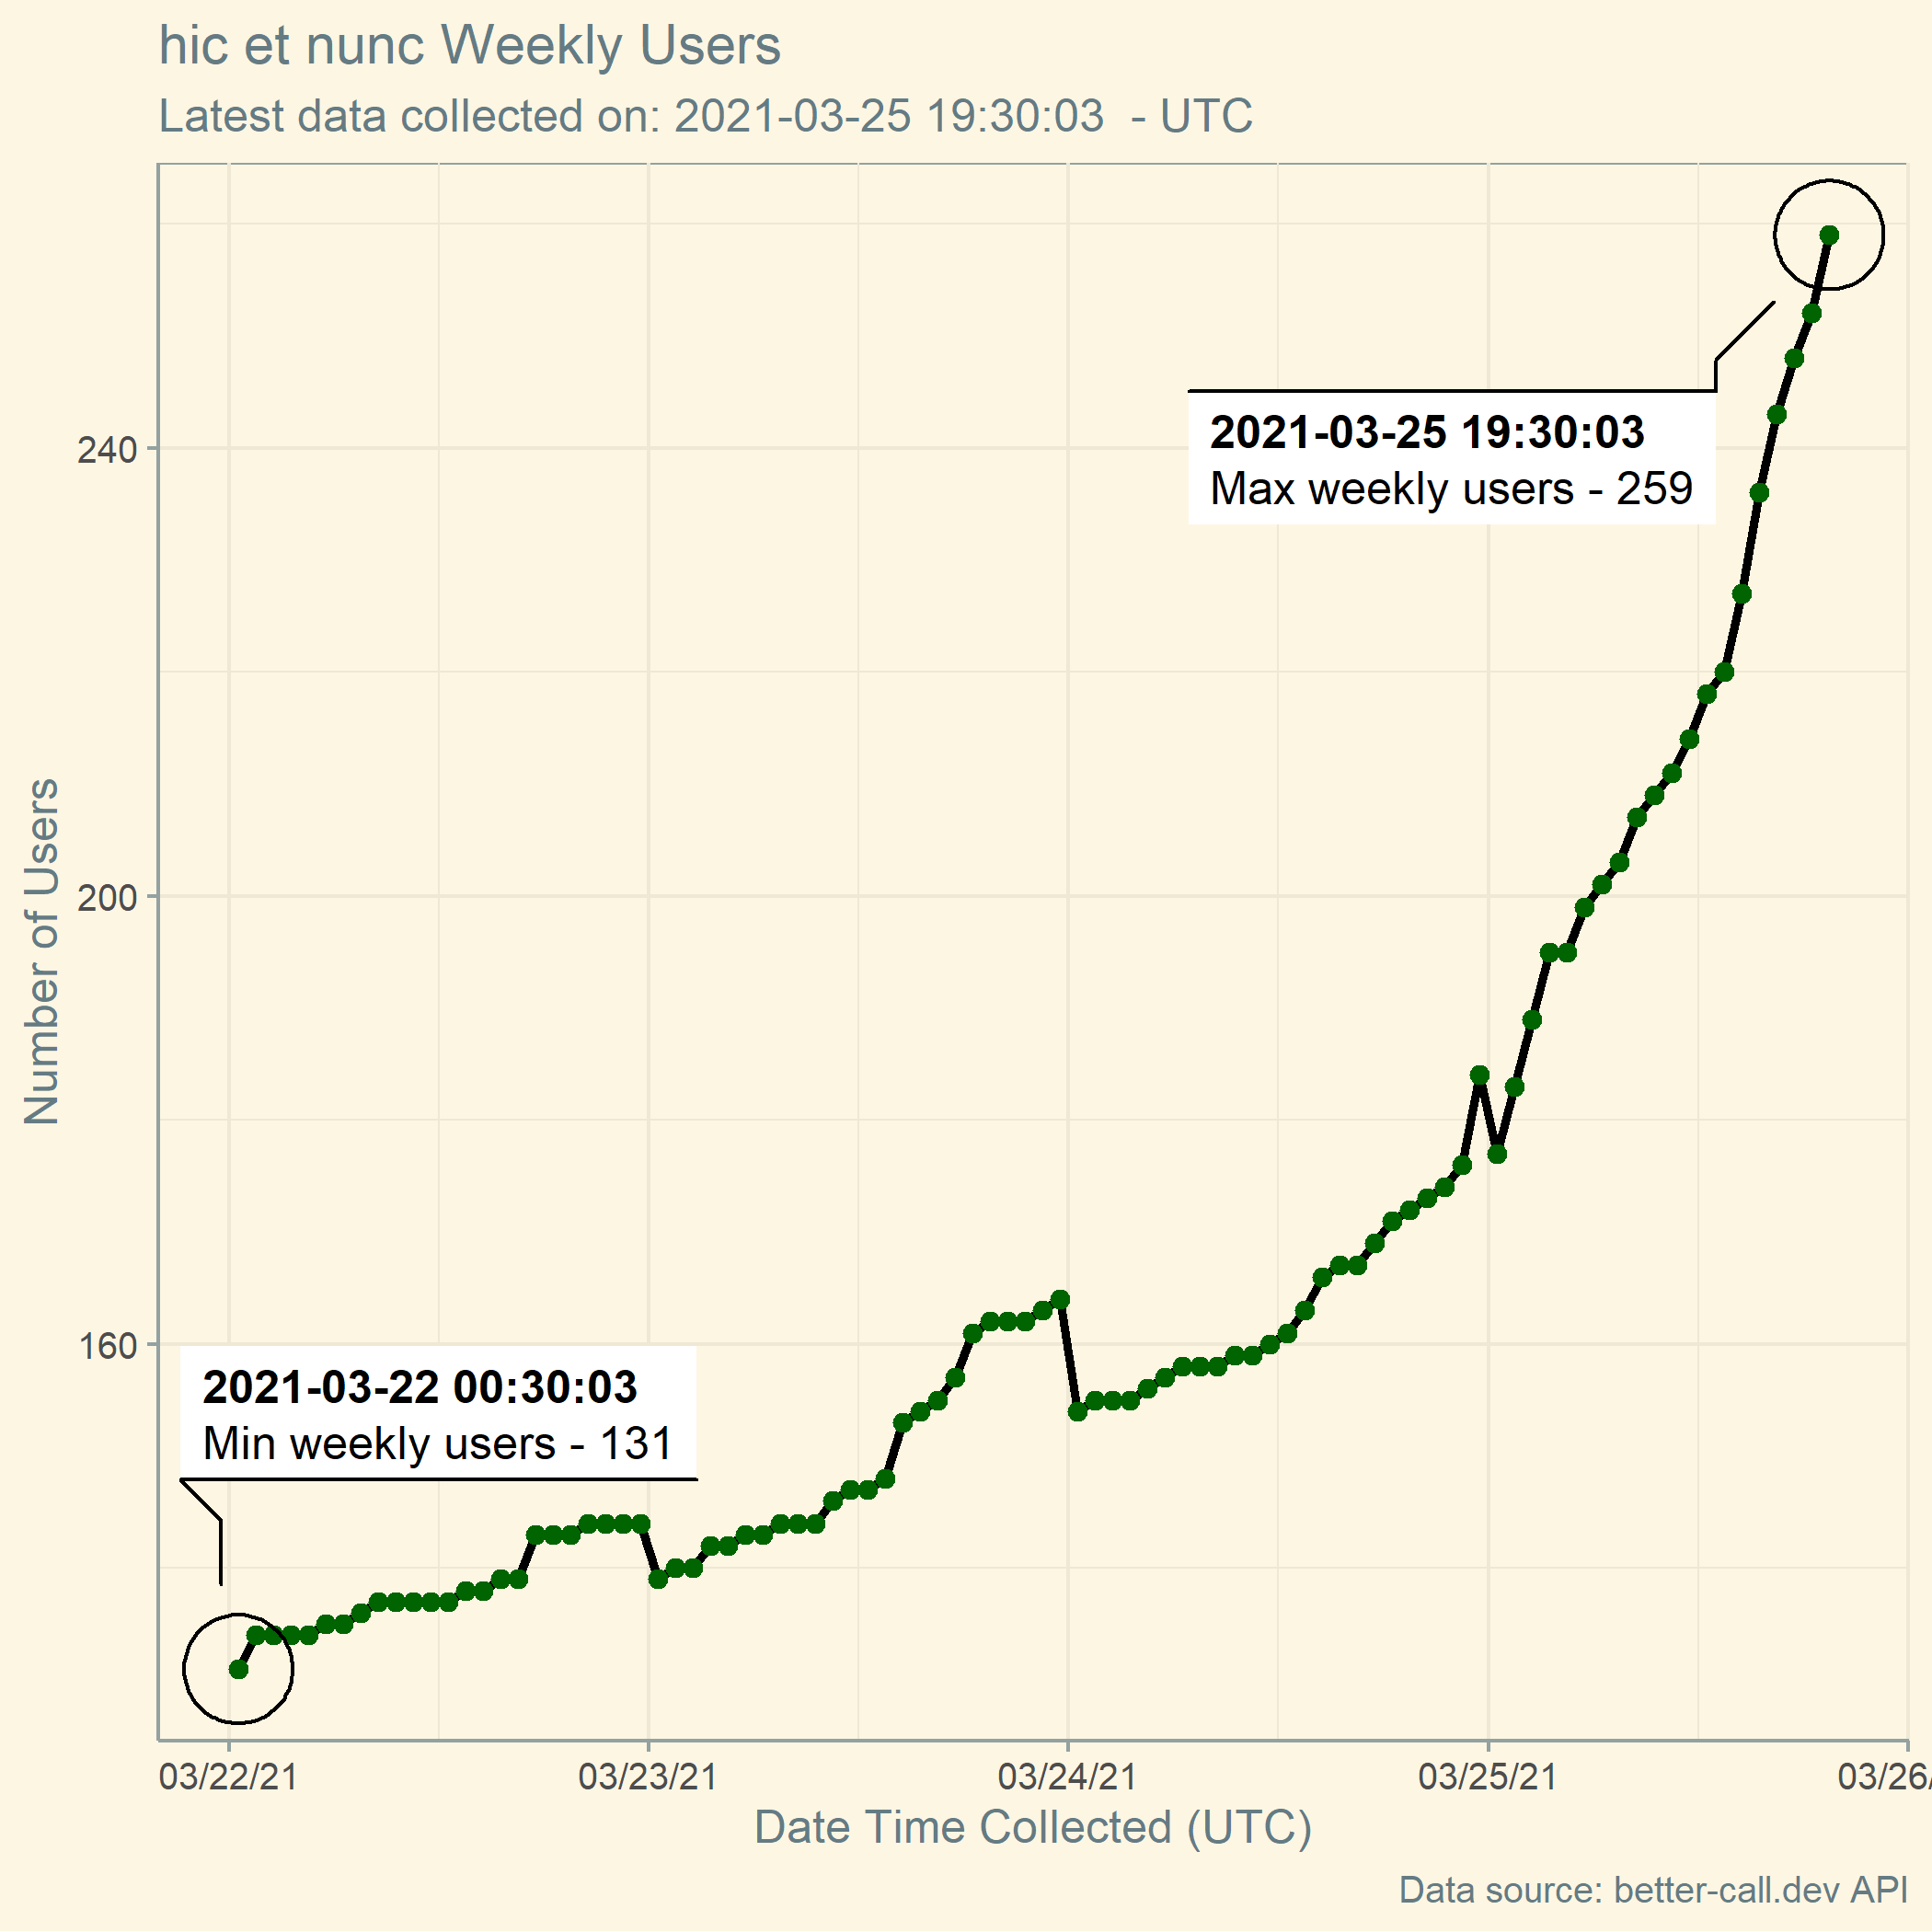 hic et nunc Weekly Users
Latest data collected on: 2021-03-25 19:30:03  - UTC
Number of Users
240
200
160
2021-03-25 19:30:03
Max weekly users - 259
2021-03-22 00:30:03
Min weekly users - 131
03/22/21
03/23/21
03/24/21
03/25/21
03/26/
Date Time Collected (UTC)
Data source: better-call.dev API